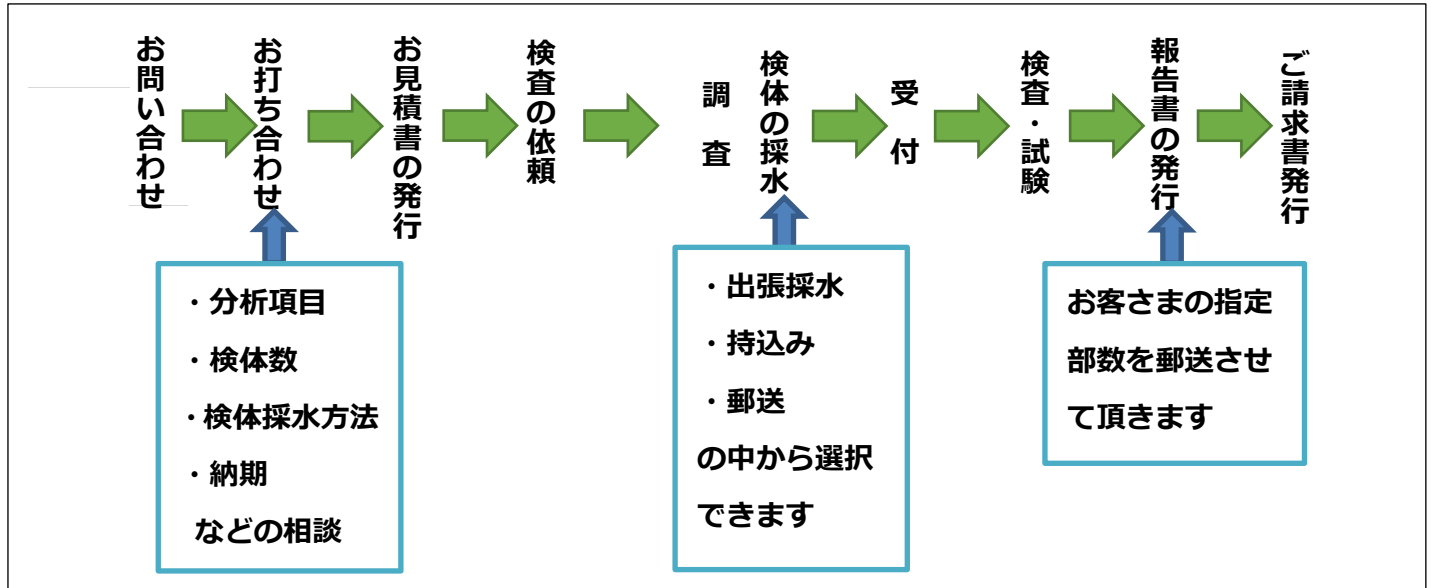 お問い合わせ
お打ち合わせ
お見積書の発行
検査の依頼
検体の採水
調査
受付
検査・試験
報告書の発行
ご請求書発行
・分析項目
・検体数
・検体採水方法
・納期
などの相談
・出張採水
・持込み
・郵送
の中から選択
できます
お客さまの指定
部数を郵送させ
て頂きます